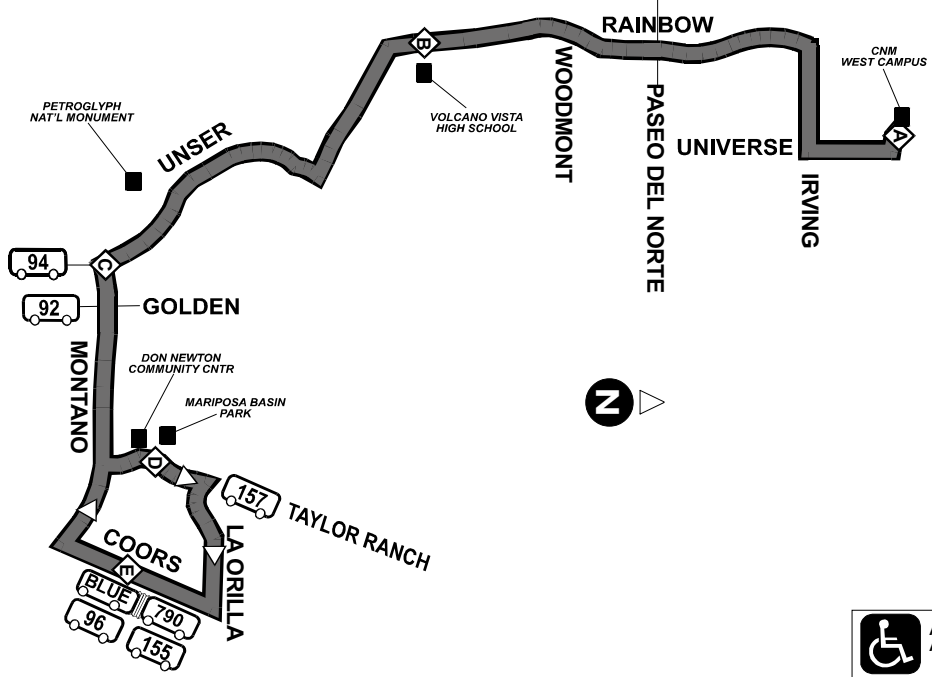 RAINBOW
CNM
WEST CAMPUS
A
B
VOLCANO VISTA
HIGH SCHOOL
WOODMONT
PASEO DEL NORTE
UNIVERSE
IRVING
PETROGLYPH
NAT'L MONUMENT
UNSER
94
C
92
GOLDEN
MONTANO
DON NEWTON
COMMUNITY CNTR
MARIPOSA BASIN
PARK
N
D
157
TAYLOR RANCH
COORS
LA ORILLA
E
BLUE
790
96
155